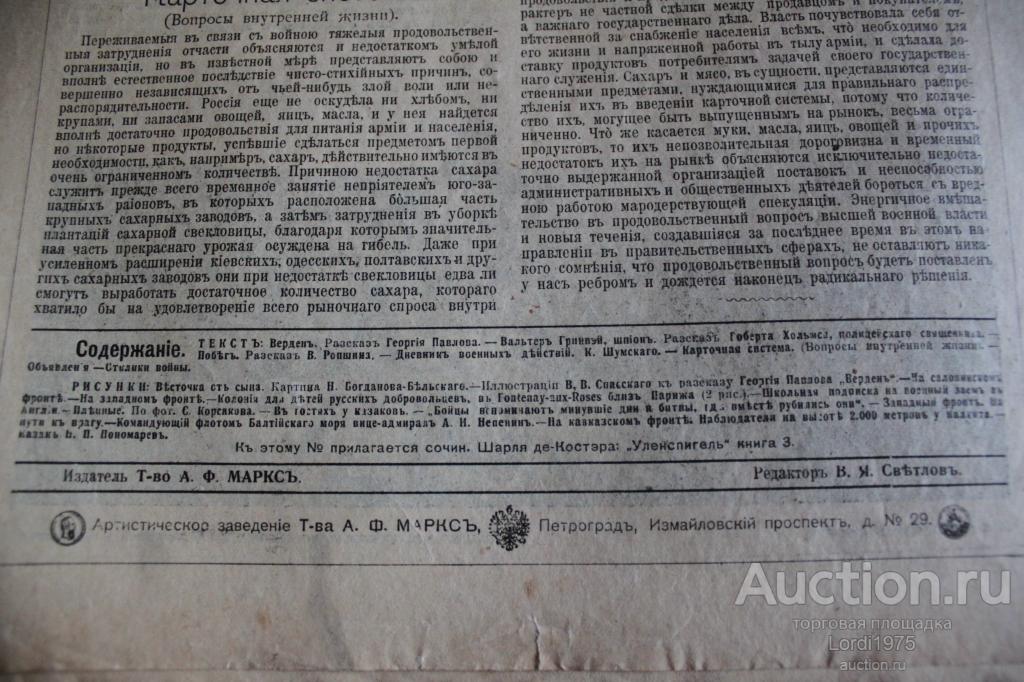 (Вопросы внутренней жизни).
Переживаемыя въ связи съ войною тяжелыя продовольствен-
ныя затрудненія отчасти объясняются и недостаткомъ умѣлой
организаціи, но въ извѣстной мѣрѣ представляютъ собою и
вполнѣ естественное послѣдствіе чисто-стихійныхъ причинъ, со-
вершенно независящихъ отъ чьей-нибудь злой воли или не-
распорядительности. Россія еще не оскудѣла ни хлѣбомъ, ни
крупами, ни запасами овощей, яицъ, масла, и у нея найдется
вполнѣ достаточно продовольствія для питанія арміи и населенія,
но нѣкоторые продукты, успѣвшіе сдѣлаться предметомъ первой
необходимости, какъ, напримѣръ, сахаръ, дѣйствительно имѣются въ
очень ограниченномъ количествѣ. Причиною недостатка сахара
служитъ прежде всего временное занятіе непріятелемъ юго-за-
падныхъ раіоновъ, въ которыхъ расположена бо́льшая часть
крупныхъ сахарныхъ заводовъ, а затѣмъ затрудненія въ уборкѣ
плантацій сахарной свекловицы, благодаря которымъ значитель-
ная часть прекраснаго урожая осуждена на гибель. Даже при
усиленномъ расширеніи кіевскихъ, одесскихъ, полтавскихъ и дру-
гихъ сахарныхъ заводовъ они при недостаткѣ свекловицы едва ли
смогутъ выработать достаточное количество сахара, котораго
хватило бы на удовлетвореніе всего рыночнаго спроса внутри
рактеръ не частной сдѣлки между продавцомъ и покупателемъ,
а важнаго государственнаго дѣла. Власть почувствовала себя от-
вѣтственной за снабженіе населенія всѣмъ, что̀ необходимо для
его жизни и напряженной работы въ тылу арміи, и сдѣлала до-
ставку продуктовъ потребителямъ задачей своего государствен-
наго служенія. Сахаръ и мясо, въ сущности, представляются един-
ственными предметами, нуждающимися для правильнаго распре-
дѣленія ихъ въ введеніи карточной системы, потому что количе-
ство ихъ, могущее быть выпущеннымъ на рынокъ, весьма огра-
ниченно. Что̀ же касается муки, масла, яицъ, овощей и прочихъ
продуктовъ, то ихъ непозволительная дороговизна и временный
недостатокъ ихъ на рынкѣ объясняются исключительно недоста-
точно выдержанной организаціей поставокъ и неспособностью
административныхъ и общественныхъ дѣятелей бороться съ вред-
ною работою мародерствующей спекуляціи. Энергичное вмѣша-
тельство въ продовольственный вопросъ высшей военной власти
и новыя теченія, создавшіяся за послѣднее время въ этомъ на-
правленіи въ правительственныхъ сферахъ, не оставляютъ ника-
кого сомнѣнія, что продовольственный вопросъ будетъ поставленъ
у насъ ребромъ и дождется наконецъ радикальнаго рѣшенія.
Содержаніе. ТЕКСТЪ: Верденъ. Разсказъ Георгія Павлова. — Вальтеръ Гринвэй, шпіонъ. Разсказъ Гоберта Хольмса, полицейскаго священника. —
Побѣгъ. Разсказъ В. Ропшина. — Дневникъ военныхъ дѣйствій. К. Шумскаго. — Карточная система. (Вопросы внутренней жизни). —
Объявленія —Отклики войны.
РИСУНКИ: Вѣсточка отъ сына. Картина Н. Богданова-Бѣльскаго.—Иллюстраціи В. В. Спасскаго къ разсказу Георгія Павлова „Верденъ“.—На салоникскомъ
фронтѣ.—На западномъ фронтѣ.—Колонія для дѣтей русскихъ добровольцевъ, въ Fontenay-aux-Roses близъ Парижа (2 рис.).—Школьная подписка на военный заемъ въ
Англіи.—Плѣнные. По фот. С. Корсакова. — Въ гостяхъ у казаковъ. — „Бойцы вспоминаютъ минувшіе дни и битвы, гдѣ вмѣстѣ рубились они“. — Западный фронтъ. На
пути къ врагу.—Командующій флотомъ Балтійскаго моря вице-адмиралъ А. И. Непенинъ.—На кавказскомъ фронтѣ. Наблюдатели на высотѣ 2.000 метровъ у
П. Пономаревъ.
Къ этому № прилагается сочин. Шарля де-Костэра: „Уленспигель“ книга 3.
Издатель Т-во А. Ф. МАРКСЪ. Редакторъ В. Я. Свѣтловъ.
Артистическое заведеніе Т-ва А. Ф. МАРКСЪ, Петроградъ, Измайловскій проспектъ, д. № 29.
Auction.ru
торговая площадка
Lordi1975
auction.ru